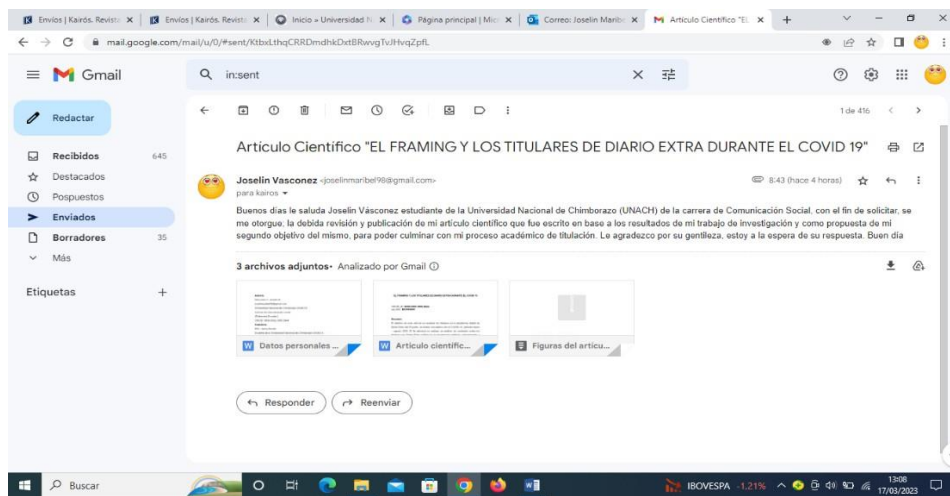 Envíos | Kairós. Revista
Envíos | Kairós. Revista
Inicio » Universidad N
Página principal | Mic
Correo: Joselin Maribe
Artículo Científico "EL
mail.google.com/mail/u/0/#sent/KtbxLthqCRRDmdhkDxtBRwvgTvJHvqZpfL
Gmail
in:sent
Redactar
1 de 416
Artículo Científico "EL FRAMING Y LOS TITULARES DE DIARIO EXTRA DURANTE EL COVID 19"
Recibidos 645
Destacados
Pospuestos
Enviados
Borradores 35
Más
Etiquetas
Joselin Vasconez <joselinmaribel98@gmail.com>
8:43 (hace 4 horas)
para kairos
Buenos días le saluda Joselin Vásconez estudiante de la Universidad Nacional de Chimborazo (UNACH) de la carrera de Comunicación Social, con el fin de solicitar, se
me otorgue, la debida revisión y publicación de mi artículo científico que fue escrito en base a los resultados de mi trabajo de investigación y como propuesta de mi
segundo objetivo del mismo, para poder culminar con mi proceso académico de titulación. Le agradezco por su gentileza, estoy a la espera de su respuesta. Buen día
3 archivos adjuntos• Analizado por Gmail
W Datos personales ...
W Artículo científic...
Figuras del artícu...
Responder
Reenviar
Buscar
IBOVESPA -1,21%
13:08
17/03/2023